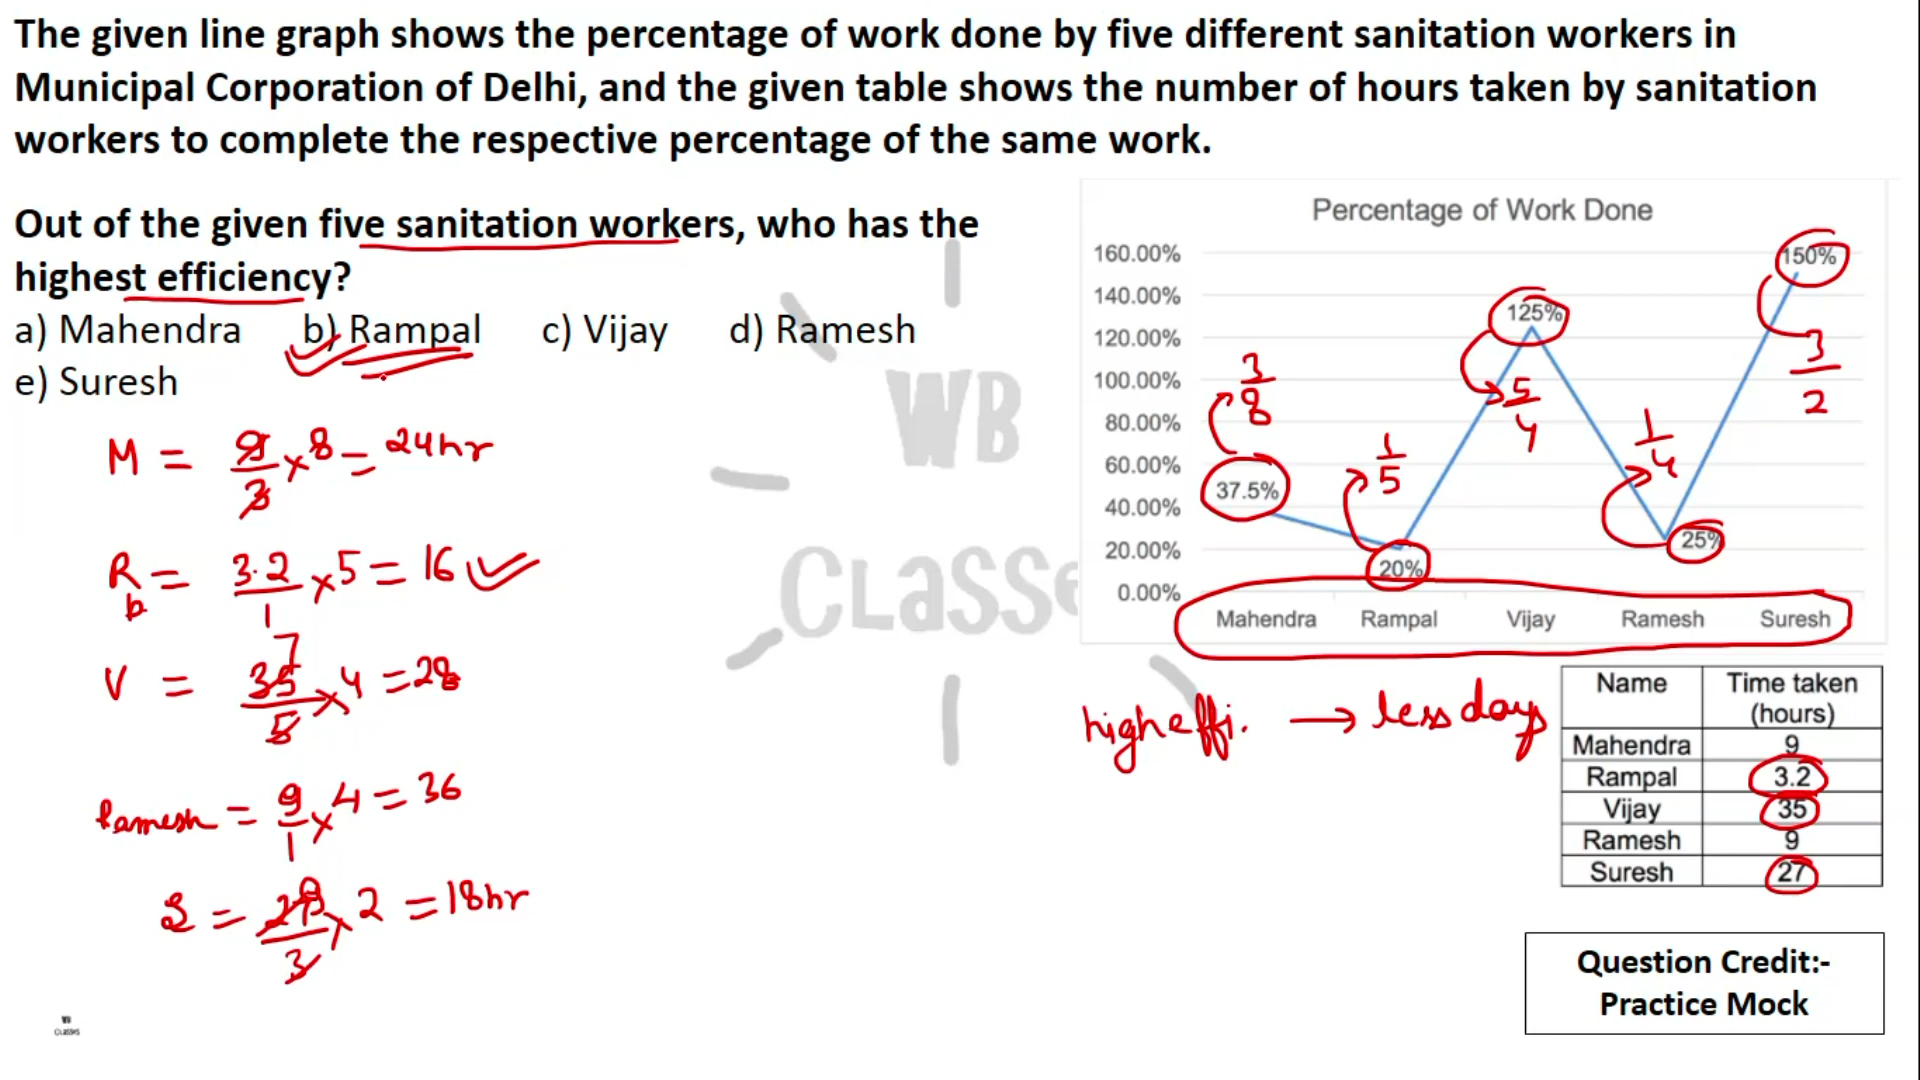 The given line graph shows the percentage of work done by five different sanitation workers in
Municipal Corporation of Delhi, and the given table shows the number of hours taken by sanitation
workers to complete the respective percentage of the same work.
Out of the given five sanitation workers, who has the
highest efficiency?
a) Mahendra b) Rampal c) Vijay d) Ramesh
e) Suresh
M = 9/3 × 8 = 24hr
R = 3.2/1 × 5 = 16
b
7
V = 35/5 × 4 = 28
Ramesh = 9/1 × 4 = 36
9
S = 27/3 × 2 = 18hr
WB
CLaSSe
Percentage of Work Done
160.00%
140.00%
120.00%
100.00%
80.00%
60.00%
40.00%
20.00%
0.00%
37.5%
20%
125%
25%
150%
3/8
1/5
5/4
1/4
3/2
Mahendra Rampal Vijay Ramesh Suresh
high effi. → less days
Name Time taken
(hours)
Mahendra 9
Rampal 3.2
Vijay 35
Ramesh 9
Suresh 27
Question Credit:-
Practice Mock
WB
CLaSSeS